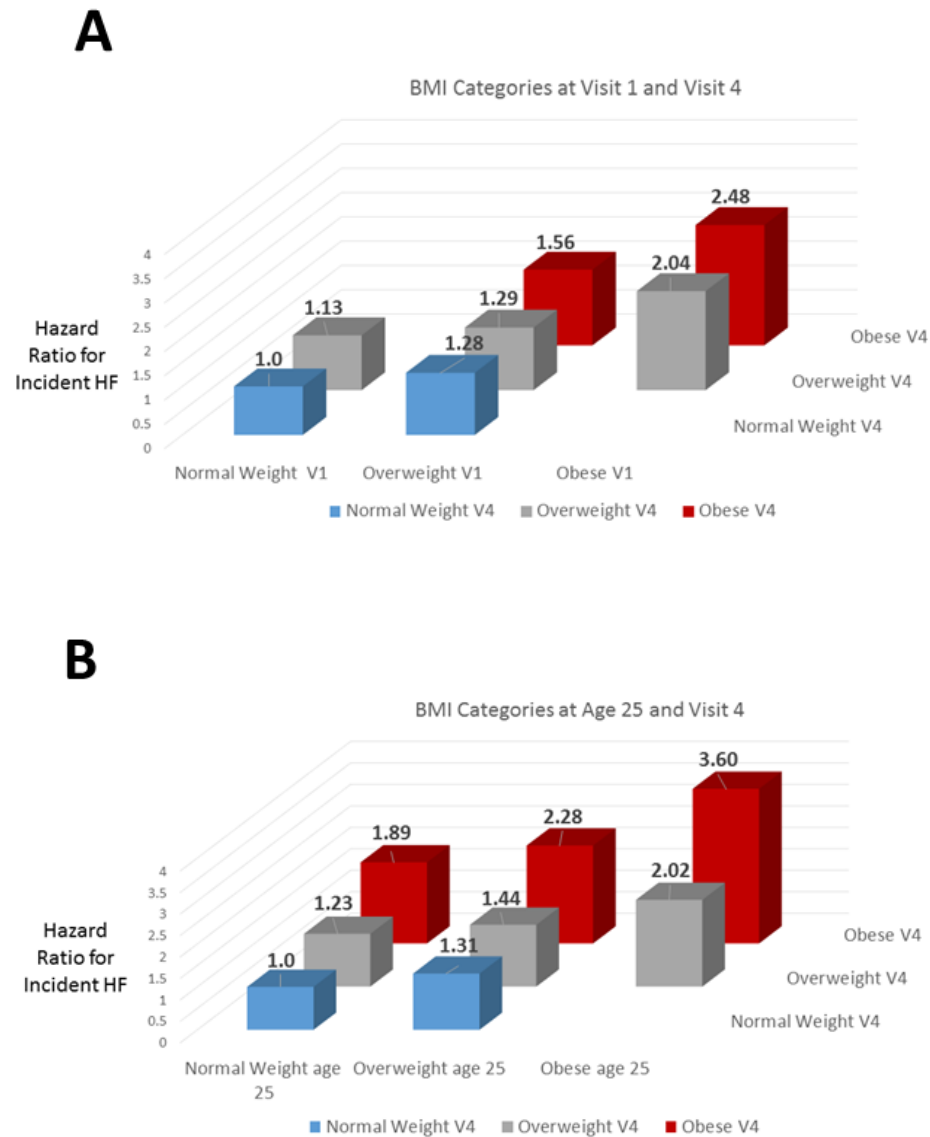 A
BMI Categories at Visit 1 and Visit 4
2.48
1.56
2.04
1.29
1.13
1.28
1.0
4
3.5
3
2.5
2
1.5
1
0.5
0
Hazard
Ratio for
Incident HF
Obese V4
Overweight V4
Normal Weight V4
Normal Weight V1
Overweight V1
Obese V1
Normal Weight V4
Overweight V4
Obese V4
B
BMI Categories at Age 25 and Visit 4
3.60
1.89
2.28
2.02
1.23
1.44
1.31
1.0
4
3.5
3
2.5
2
1.5
1
0.5
0
Hazard
Ratio for
Incident HF
Obese V4
Overweight V4
Normal Weight V4
Normal Weight age
25
Overweight age 25
Obese age 25
Normal Weight V4
Overweight V4
Obese V4